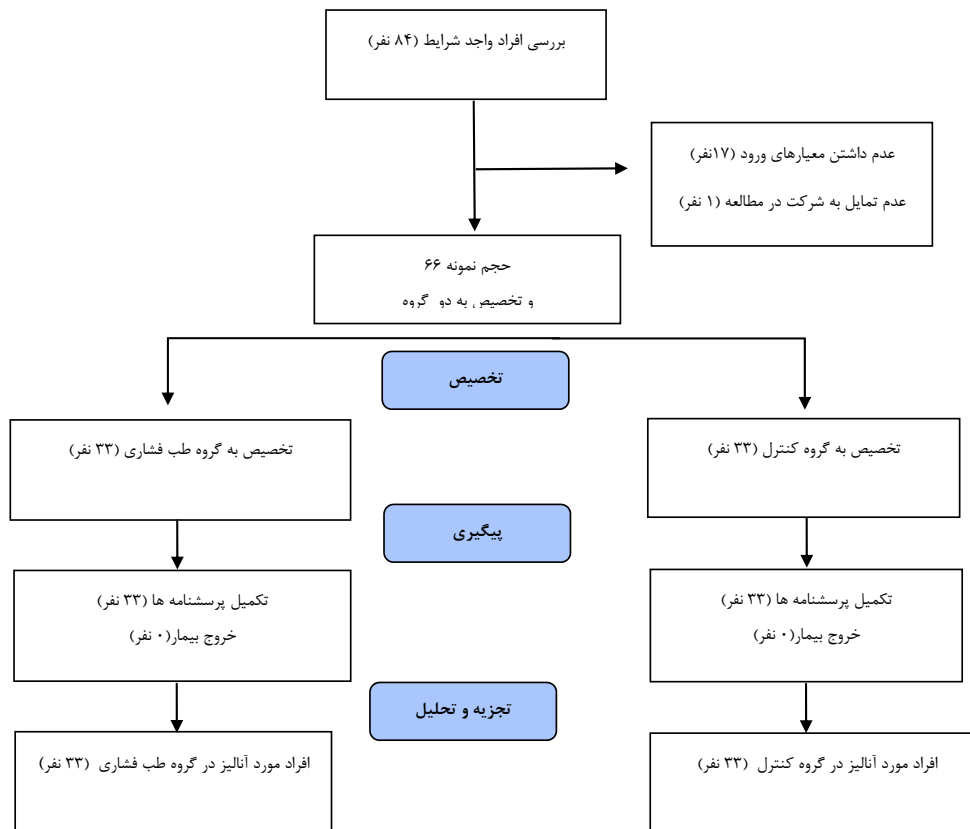 بررسی افراد واجد شرایط (۸۴ نفر)
عدم داشتن معیارهای ورود (۱۷نفر)
عدم تمایل به شرکت در مطالعه (۱ نفر)
حجم نمونه ۶۶
و تخصیص به دو گروه
تخصیص
تخصیص به گروه کنترل (۳۳ نفر)
تخصیص به گروه طب فشاری (۳۳ نفر)
پیگیری
تکمیل پرسشنامه ها (۳۳ نفر)
خروج بیمار(۰ نفر)
تکمیل پرسشنامه ها (۳۳ نفر)
خروج بیمار(۰ نفر)
تجزیه و تحلیل
افراد مورد آنالیز در گروه کنترل (۳۳ نفر)
افراد مورد آنالیز در گروه طب فشاری (۳۳ نفر)